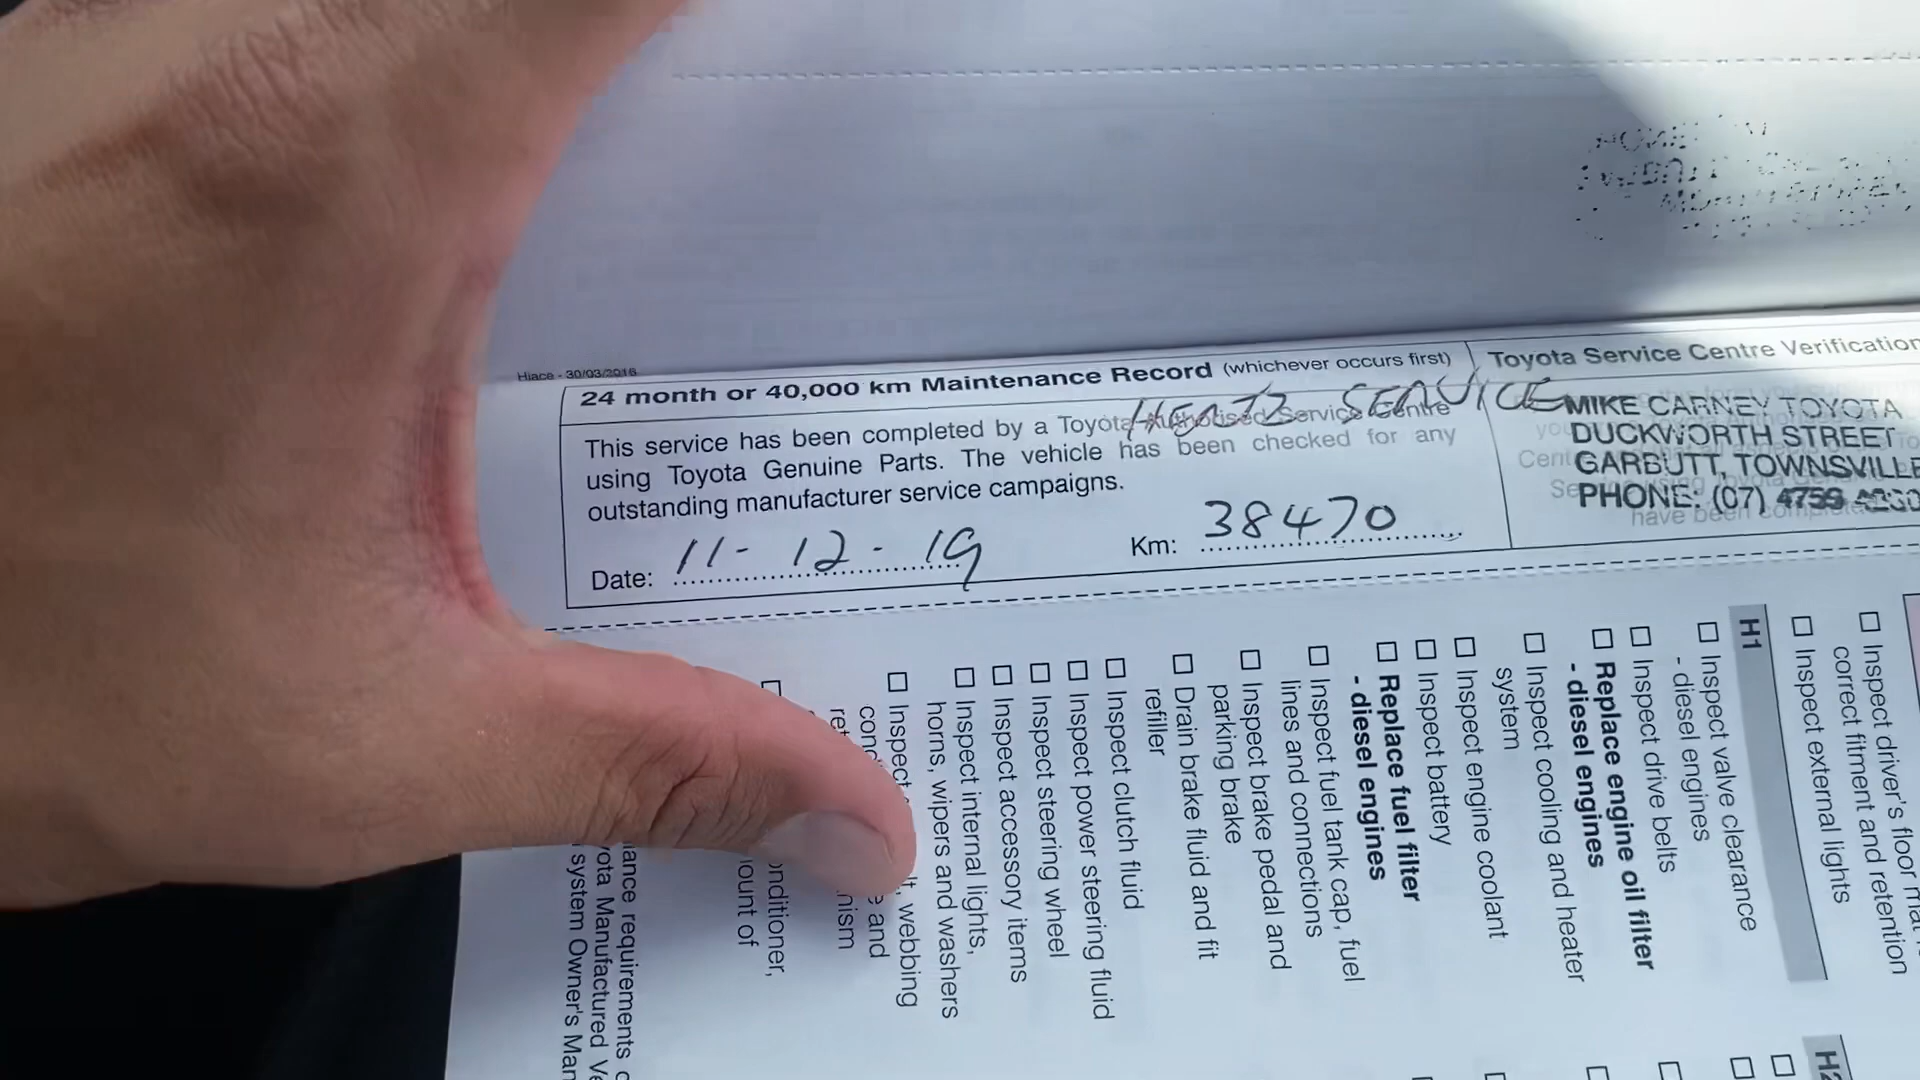 Hiace - 30/03/2016
24 month or 40,000 km Maintenance Record (whichever occurs first)
HERTZ SERVICE
This service has been completed by a Toyota Authorised Service Centre
using Toyota Genuine Parts. The vehicle has been checked for any
outstanding manufacturer service campaigns.
Date: 11 - 12 - 19
Km: 38470
Toyota Service Centre Verification
MIKE CARNEY TOYOTA
DUCKWORTH STREET
GARBUTT, TOWNSVILLE
PHONE: (07)
have been
Inspect driver's floor
correct fitment and retention
Inspect external lights
H1
Inspect valve clearance
- diesel engines
Inspect drive belts
Replace engine oil filter
- diesel engines
Inspect cooling and heater
system
Inspect engine coolant
Inspect battery
Replace fuel filter
- diesel engines
Inspect fuel tank cap, fuel
lines and connections
Inspect brake pedal and
parking brake
Drain brake fluid and fit
refiller
Inspect clutch fluid
Inspect power steering fluid
Inspect steering wheel
Inspect accessory items
Inspect internal lights,
horns, wipers and washers
Inspect webbing
and
of
requirements
Manufactured
system Owner's
H2